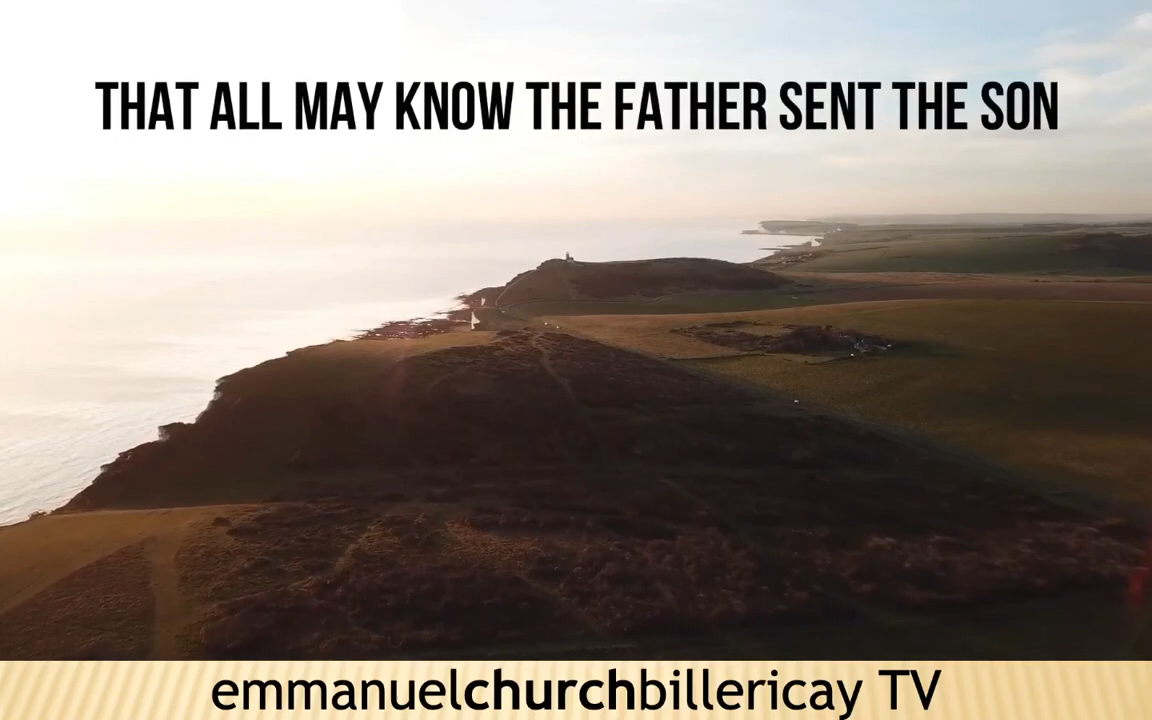 THAT ALL MAY KNOW THE FATHER SENT THE SON
emmanuelchurchbillericay TV